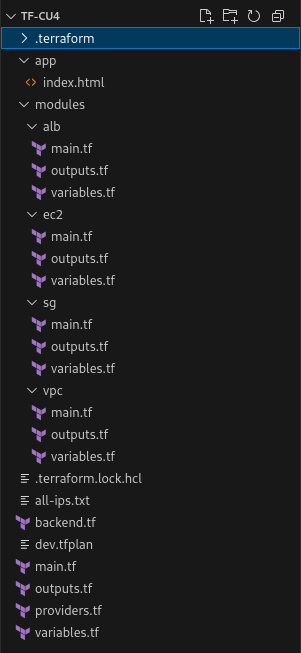 TF-CU4
.terraform
app
index.html
modules
alb
main.tf
outputs.tf
variables.tf
ec2
main.tf
outputs.tf
variables.tf
sg
main.tf
outputs.tf
variables.tf
vpc
main.tf
outputs.tf
variables.tf
.terraform.lock.hcl
all-ips.txt
backend.tf
dev.tfplan
main.tf
outputs.tf
providers.tf
variables.tf